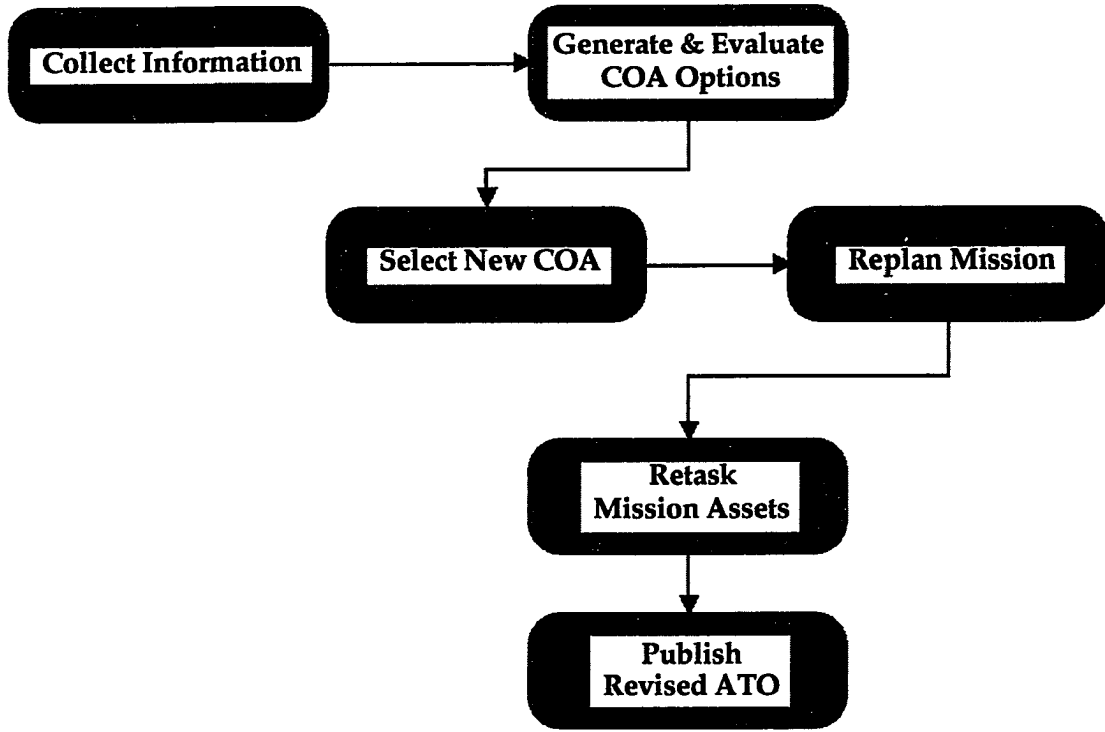 Collect Information
Generate & Evaluate
COA Options
Select New COA
Replan Mission
Retask
Mission Assets
Publish
Revised ATO